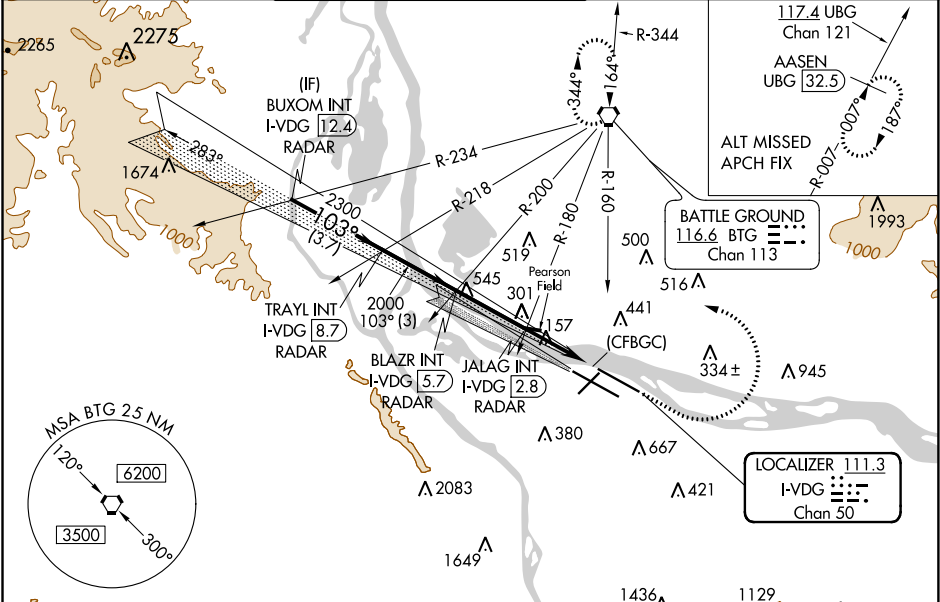 2265
2275
(IF)
BUXOM INT
I-VDG 12.4
RADAR
283°
1674
1000
R-344
344°
164°
R-234
R-218
R-200
R-180
R-160
2300
103°
(3.7)
2000
103° (3)
TRAYL INT
I-VDG 8.7
RADAR
BLAZR INT
I-VDG 5.7
RADAR
JALAG INT
I-VDG 2.8
RADAR
545
519
301
Pearson
Field
157
500
516
441
(CFBGC)
334 ±
945
117.4 UBG
Chan 121
AASEN
UBG 32.5
007°
187°
R-007
ALT MISSED
APCH FIX
BATTLE GROUND
116.6 BTG
Chan 113
1993
1000
380
667
421
LOCALIZER 111.3
I-VDG
Chan 50
MSA BTG 25 NM
120°
6200
3500
300°
2083
1649
1436
1129